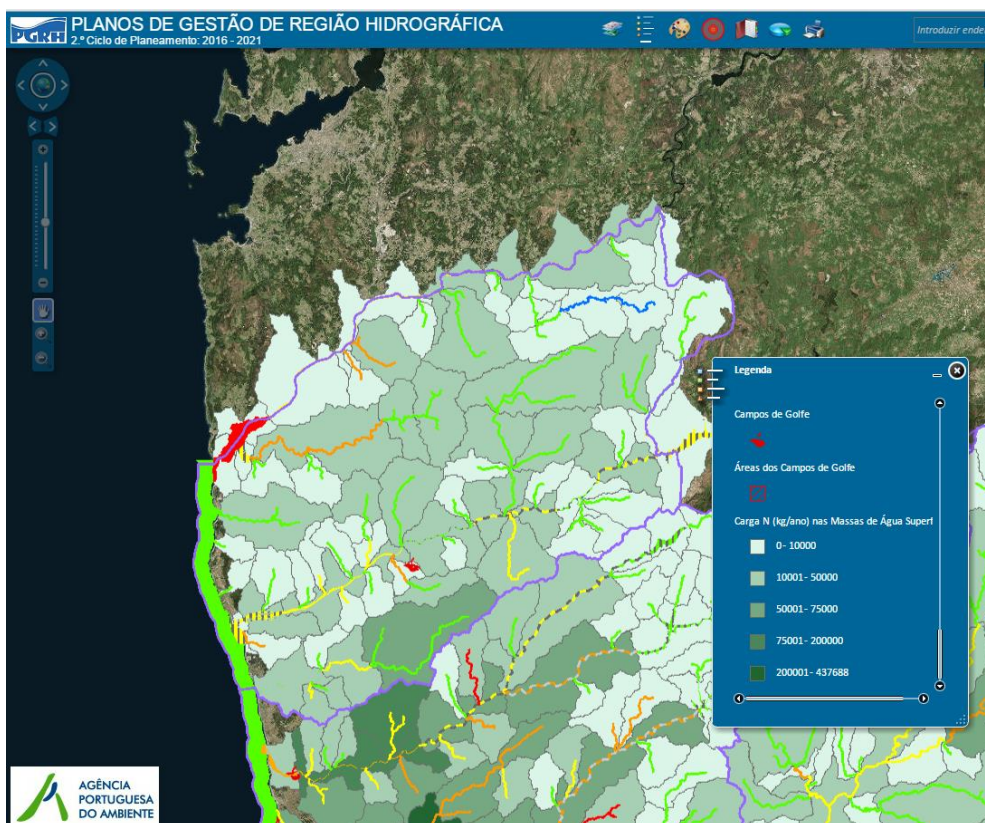 PGRH
PLANOS DE GESTÃO DE REGIÃO HIDROGRÁFICA
2.º Ciclo de Planeamento: 2016 - 2021
Introduzir ende
Legenda
Campos de Golfe
Áreas dos Campos de Golfe
Carga N (kg/ano) nas Massas de Água Superf
0- 10000
10001- 50000
50001- 75000
75001- 200000
200001- 437688
AGÊNCIA
PORTUGUESA
DO AMBIENTE